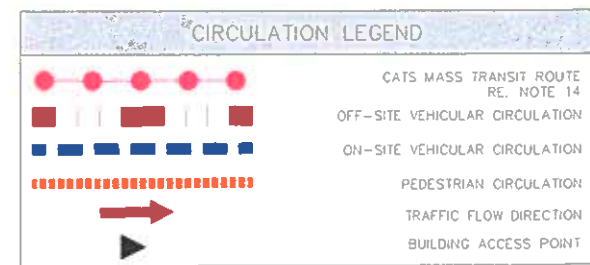 CIRCULATION LEGEND
CATS MASS TRANSIT ROUTE
RE. NOTE 14
OFF-SITE VEHICULAR CIRCULATION
ON-SITE VEHICULAR CIRCULATION
PEDESTRIAN CIRCULATION
TRAFFIC FLOW DIRECTION
BUILDING ACCESS POINT